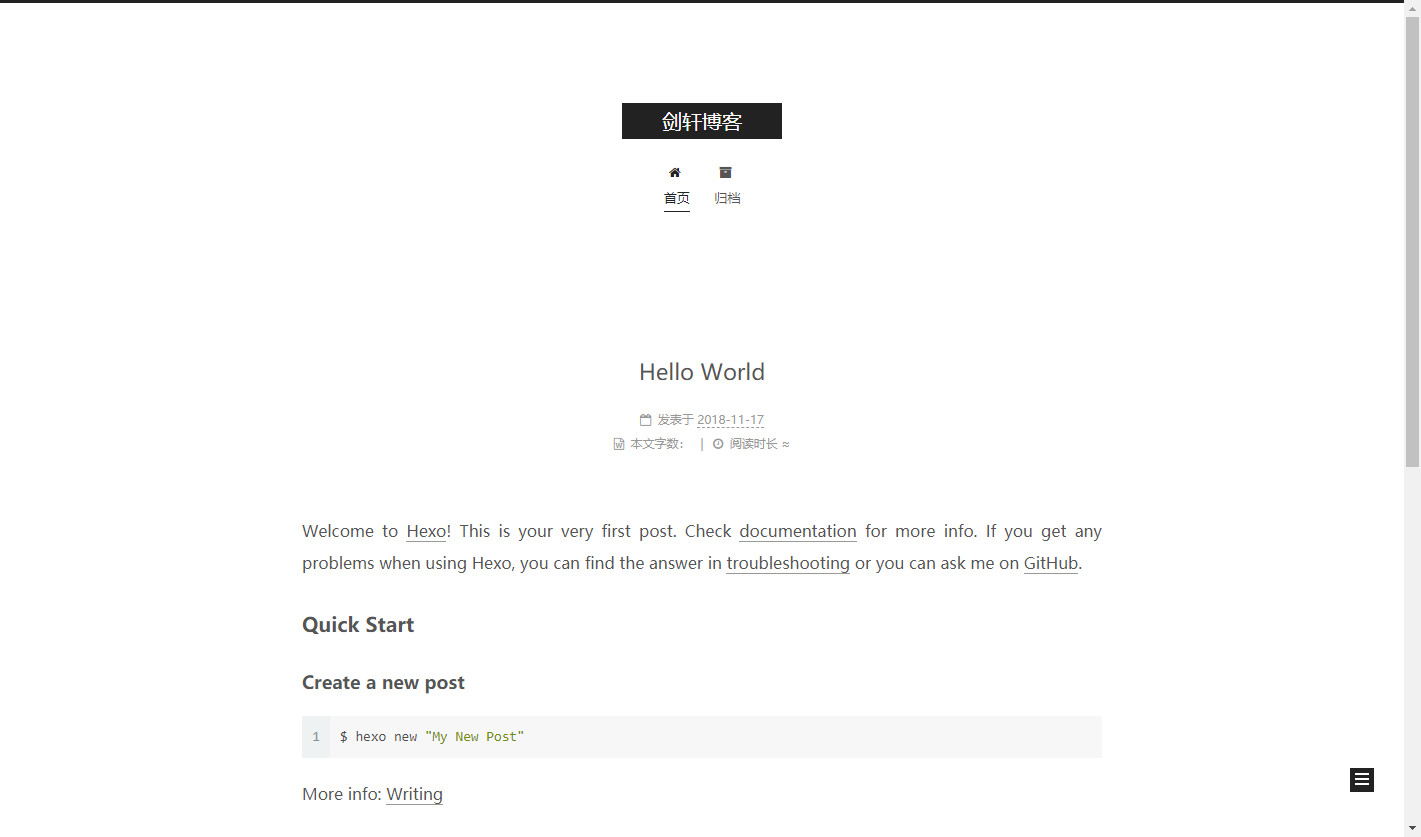 剑轩博客
首页 归档
Hello World
发表于 2018-11-17
本文字数： | 阅读时长 ≈
Welcome to Hexo! This is your very first post. Check documentation for more info. If you get any
problems when using Hexo, you can find the answer in troubleshooting or you can ask me on GitHub.
Quick Start
Create a new post
1 $ hexo new "My New Post"
More info: Writing